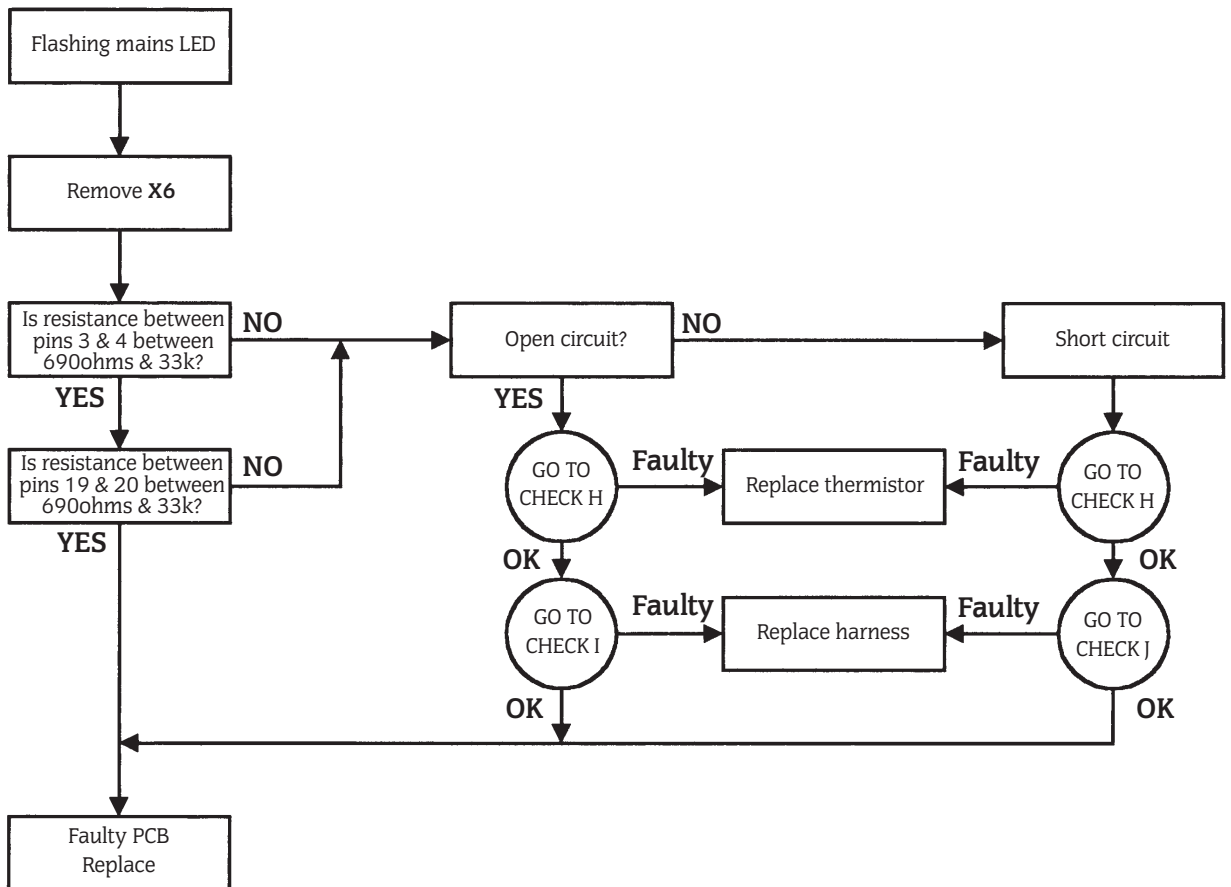 Flashing mains LED
Remove X6
Is resistance between
pins 3 & 4 between
690ohms & 33k?
NO
YES
Is resistance between
pins 19 & 20 between
690ohms & 33k?
NO
YES
Open circuit?
NO
YES
Short circuit
GO TO
CHECK H
Faulty
Replace thermistor
Faulty
GO TO
CHECK H
OK
OK
GO TO
CHECK I
Faulty
Replace harness
Faulty
GO TO
CHECK J
OK
OK
Faulty PCB
Replace